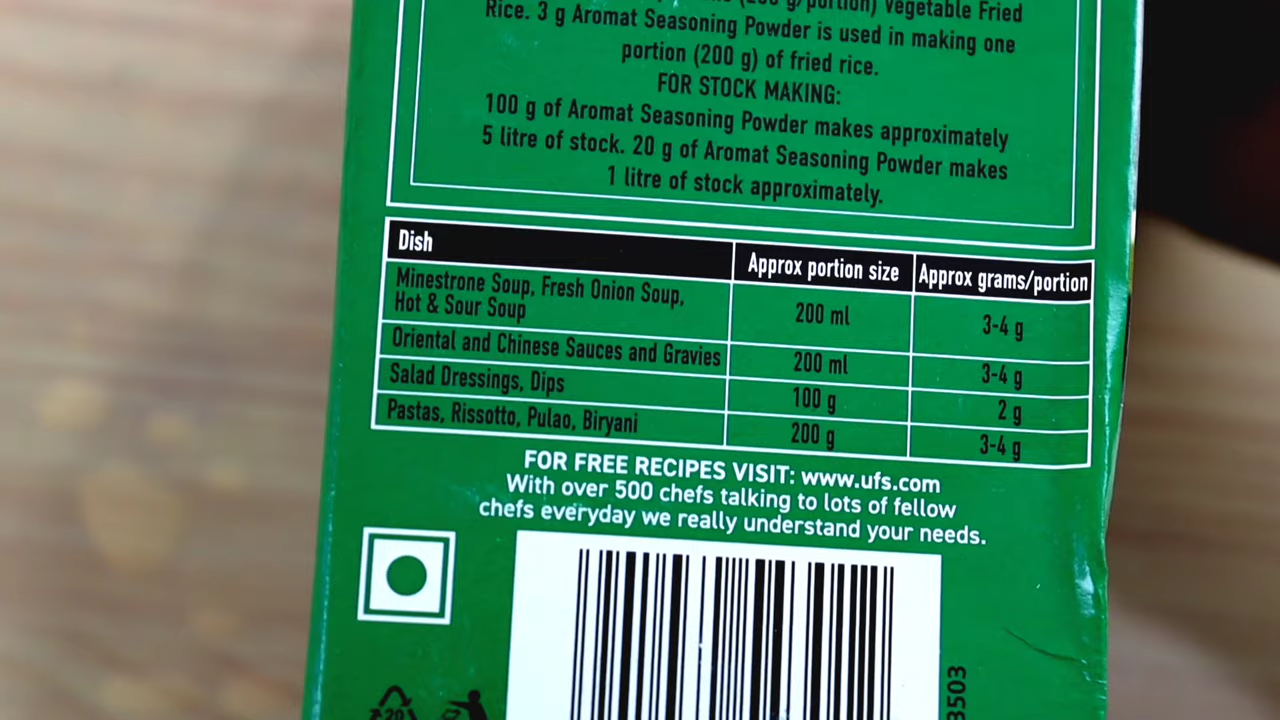 g/portion) Vegetable Fried
Rice. 3 g Aromat Seasoning Powder is used in making one
portion (200 g) of fried rice.
FOR STOCK MAKING:
100 g of Aromat Seasoning Powder makes approximately
5 litre of stock. 20 g of Aromat Seasoning Powder makes
1 litre of stock approximately.
Dish Approx portion size Approx grams/portion
Minestrone Soup, Fresh Onion Soup,
Hot & Sour Soup 200 ml 3-4 g
Oriental and Chinese Sauces and Gravies 200 ml 3-4 g
Salad Dressings, Dips 100 g 2 g
Pastas, Rissotto, Pulao, Biryani 200 g 3-4 g
FOR FREE RECIPES VISIT: www.ufs.com
With over 500 chefs talking to lots of fellow
chefs everyday we really understand your needs.
3503
20